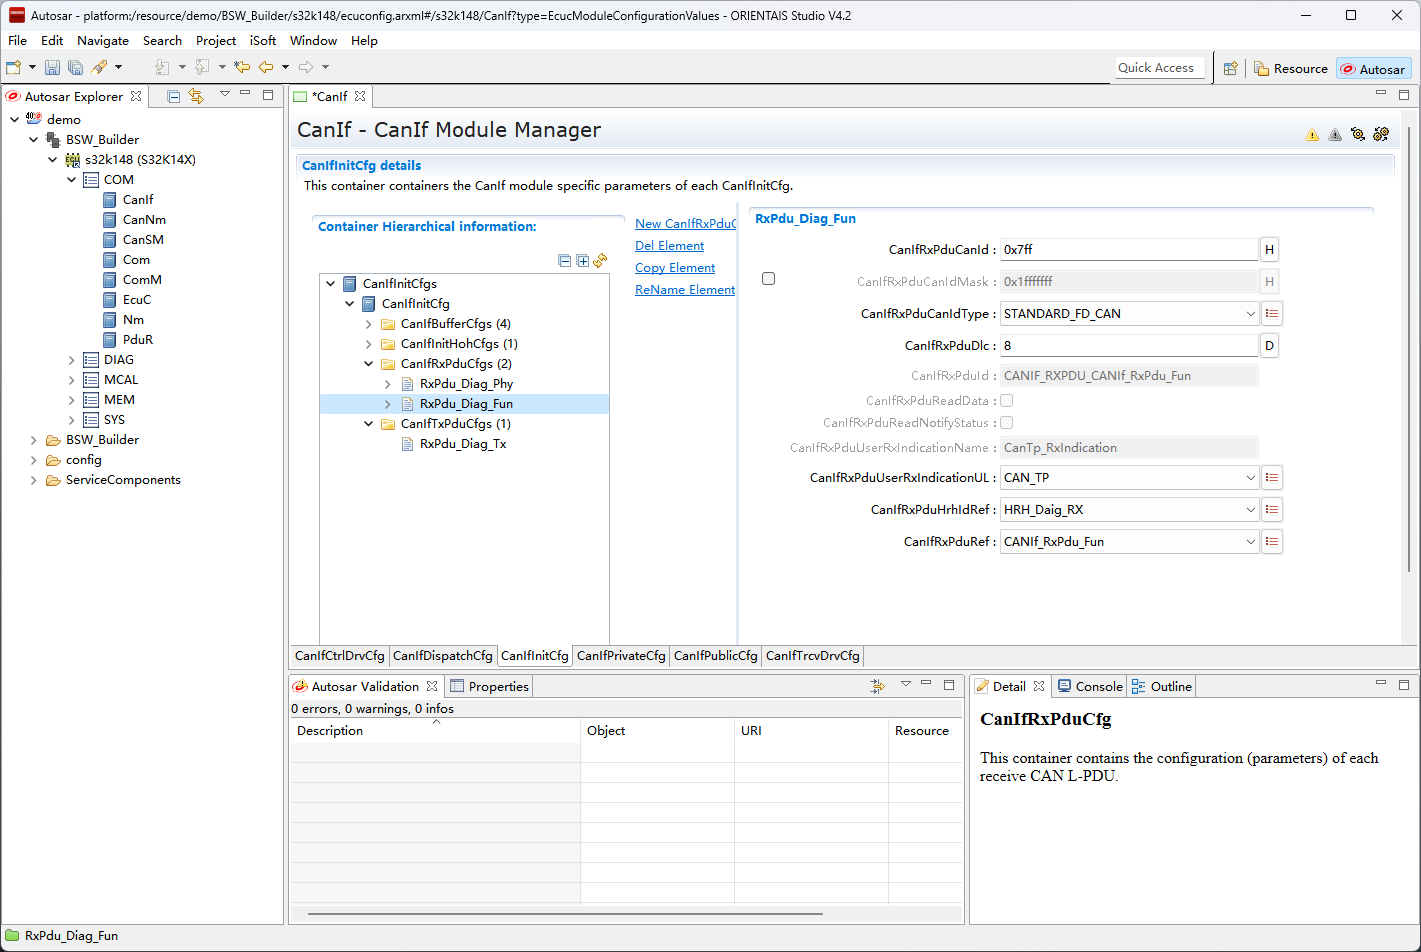 Autosar - platform:/resource/demo/BSW_Builder/s32k148/ecuconfig.arxml#/s32k148/CanIf?type=EcucModuleConfigurationValues - ORIENTAIS Studio V4.2
File Edit Navigate Search Project iSoft Window Help
Quick Access
Resource
Autosar
Autosar Explorer
demo
BSW_Builder
s32k148 (S32K14X)
COM
CanIf
CanNm
CanSM
Com
ComM
EcuC
Nm
PduR
DIAG
MCAL
MEM
SYS
BSW_Builder
config
ServiceComponents
*CanIf
CanIf - CanIf Module Manager
CanIfInitCfg details
This container containers the CanIf module specific parameters of each CanIfInitCfg.
Container Hierarchical information:
CanIfInitCfgs
CanIfInitCfg
CanIfBufferCfgs (4)
CanIfInitHohCfgs (1)
CanIfRxPduCfgs (2)
RxPdu_Diag_Phy
RxPdu_Diag_Fun
CanIfTxPduCfgs (1)
RxPdu_Diag_Tx
New CanIfRxPduC
Del Element
Copy Element
ReName Element
RxPdu_Diag_Fun
CanIfRxPduCanId : 0x7ff H
CanIfRxPduCanIdMask : 0x1fffffff H
CanIfRxPduCanIdType : STANDARD_FD_CAN
CanIfRxPduDlc : 8 D
CanIfRxPduId : CANIF_RXPDU_CANIf_RxPdu_Fun
CanIfRxPduReadData :
CanIfRxPduReadNotifyStatus :
CanIfRxPduUserRxIndicationName : CanTp_RxIndication
CanIfRxPduUserRxIndicationUL : CAN_TP
CanIfRxPduHrhIdRef : HRH_Daig_RX
CanIfRxPduRef : CANIf_RxPdu_Fun
CanIfCtrlDrvCfg CanIfDispatchCfg CanIfInitCfg CanIfPrivateCfg CanIfPublicCfg CanIfTrcvDrvCfg
Autosar Validation Properties
0 errors, 0 warnings, 0 infos
Description Object URI Resource
Detail Console Outline
CanIfRxPduCfg
This container contains the configuration (parameters) of each
receive CAN L-PDU.
RxPdu_Diag_Fun